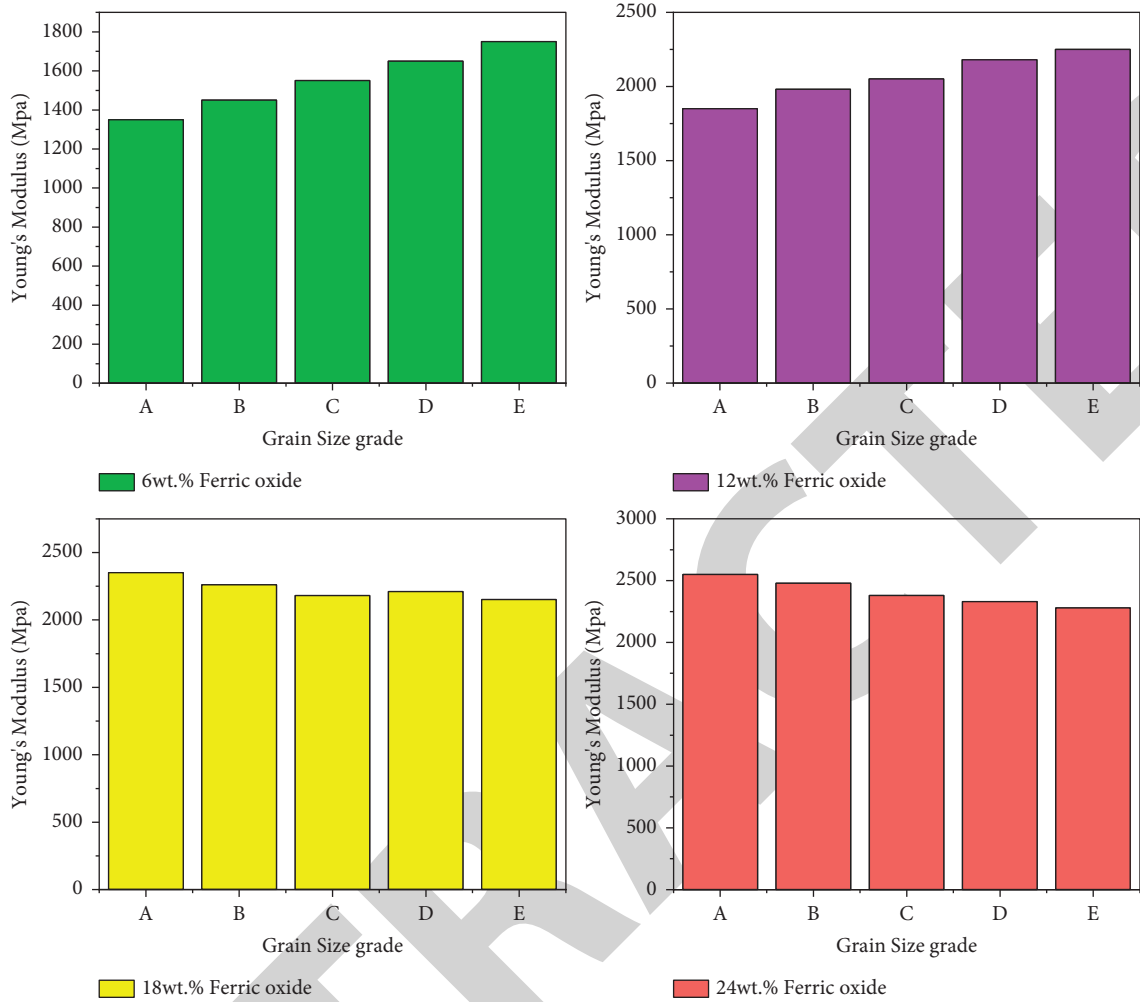 1800
1600
1400
1200
1000
800
600
400
200
0
Young's Modulus (Mpa)
A B C D E
Grain Size grade
6wt.% Ferric oxide
2500
2000
1500
1000
500
0
Young's Modulus (Mpa)
A B C D E
Grain Size grade
12wt.% Ferric oxide
2500
2000
1500
1000
500
0
Young's Modulus (Mpa)
A B C D E
Grain Size grade
18wt.% Ferric oxide
3000
2500
2000
1500
1000
500
0
Young's Modulus (Mpa)
A B C D E
Grain Size grade
24wt.% Ferric oxide